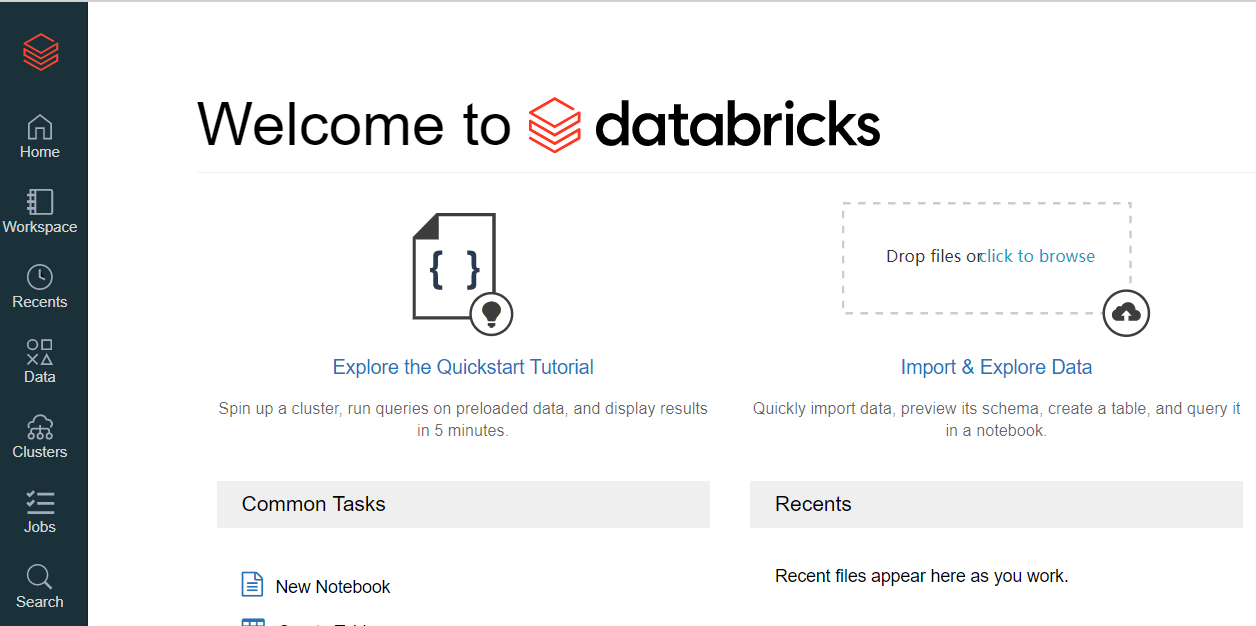 Welcome to databricks
Home
Workspace
Recents
Data
Clusters
Jobs
Search
{ }
Drop files or click to browse
Explore the Quickstart Tutorial
Spin up a cluster, run queries on preloaded data, and display results
in 5 minutes.
Import & Explore Data
Quickly import data, preview its schema, create a table, and query it
in a notebook.
Common Tasks
New Notebook
Recents
Recent files appear here as you work.